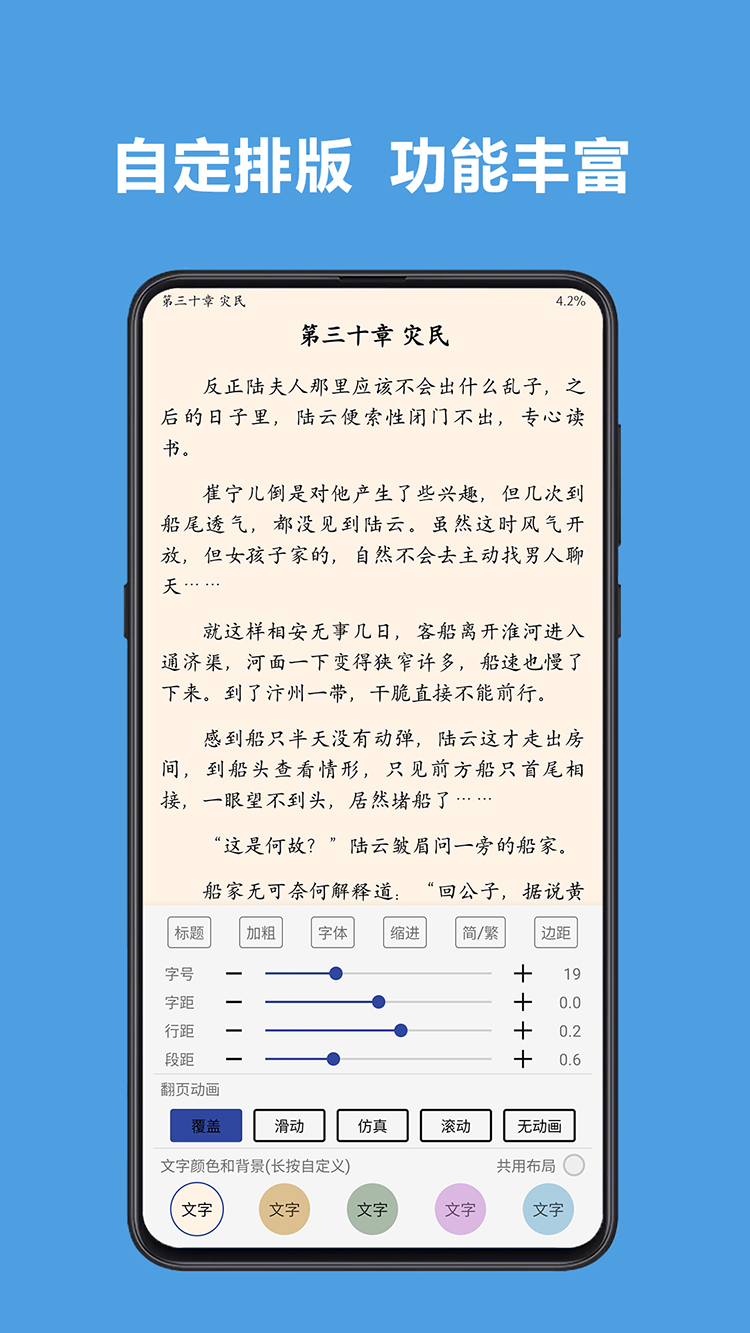 自定排版 功能丰富
第三十章 灾民 4.2%
第三十章 灾民
反正陆夫人那里应该不会出什么乱子，之
后的日子里，陆云便索性闭门不出，专心读
书。
崔宁儿倒是对他产生了些兴趣，但几次到
船尾透气，都没见到陆云。虽然这时风气开
放，但女孩子家的，自然不会去主动找男人聊
天……
就这样相安无事几日，客船离开淮河进入
通济渠，河面一下变得狭窄许多，船速也慢了
下来。到了汴州一带，干脆直接不能前行。
感到船只半天没有动弹，陆云这才走出房
间，到船头查看情形，只见前方船只首尾相
接，一眼望不到头，居然堵船了……
“这是何故？”陆云皱眉问一旁的船家。
船家无可奈何解释道：“回公子，据说黄
标题 加粗 字体 缩进 简/繁 边距
字号 − + 19
字距 − + 0.0
行距 − + 0.2
段距 − + 0.6
翻页动画
覆盖 滑动 仿真 滚动 无动画
文字颜色和背景(长按自定义) 共用布局
文字 文字 文字 文字 文字